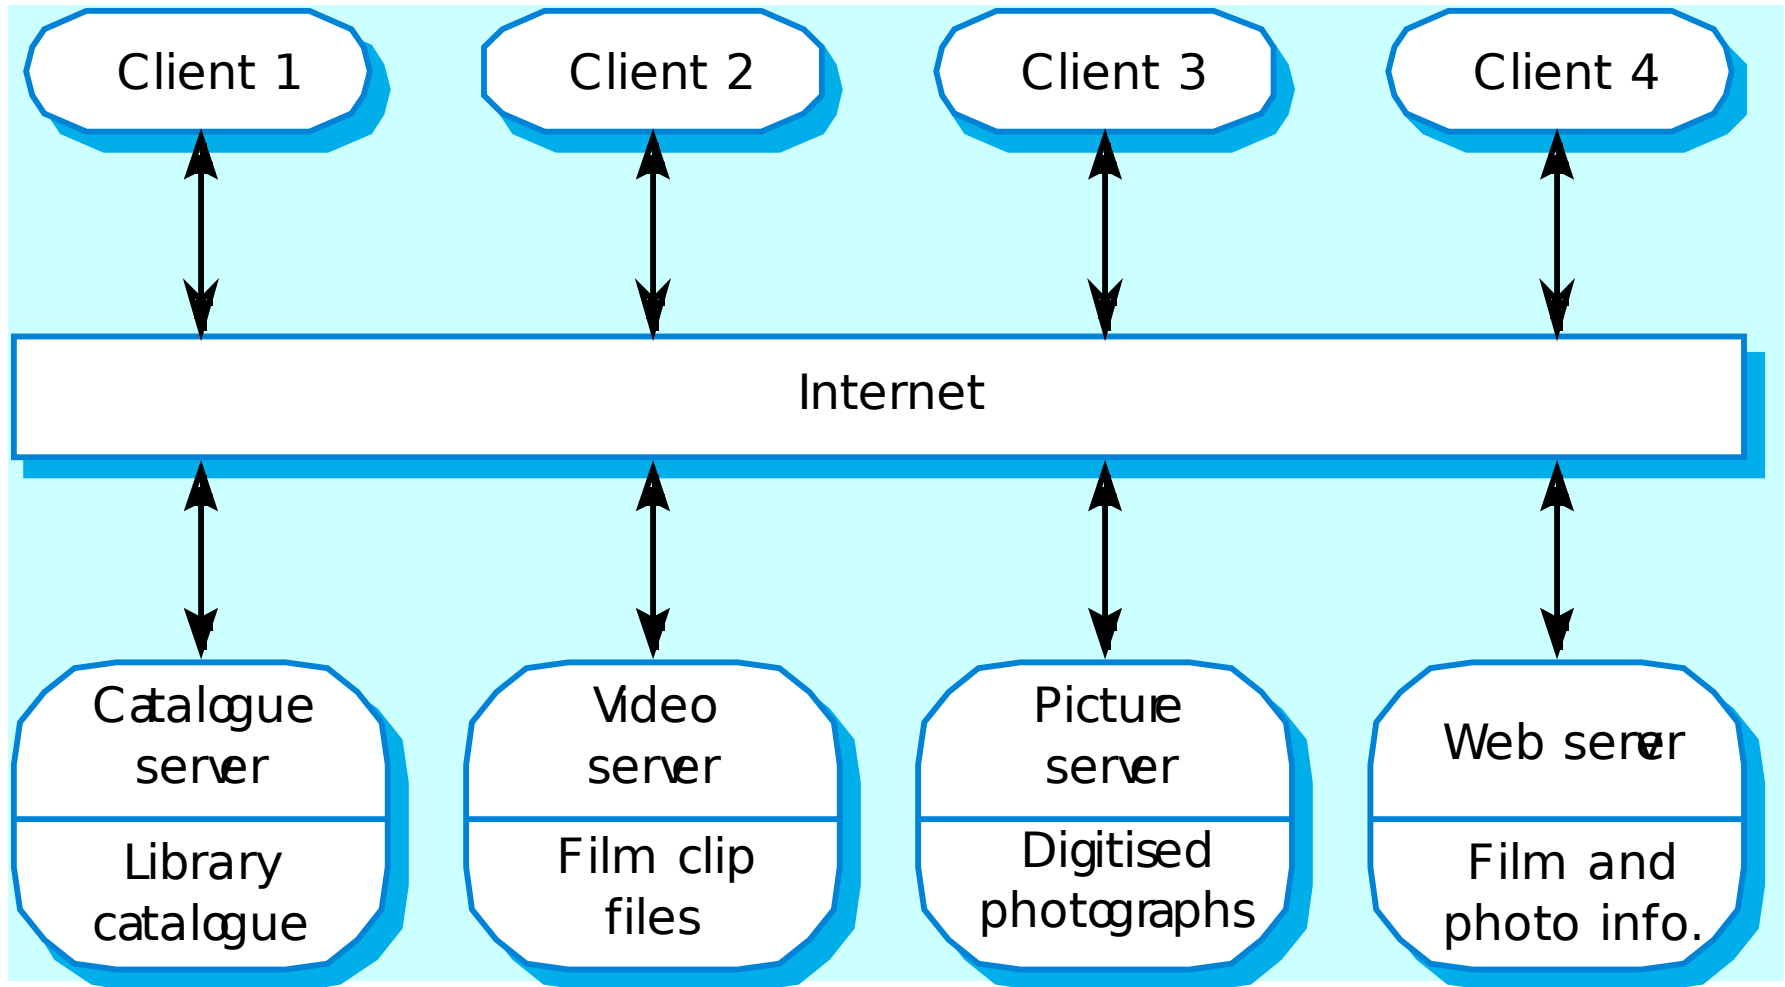 Client 1
Client 2
Client 3
Client 4
Internet
Catalogue
server
Library
catalogue
Video
server
Film clip
files
Picture
server
Digitised
photographs
Web server
Film and
photo info.